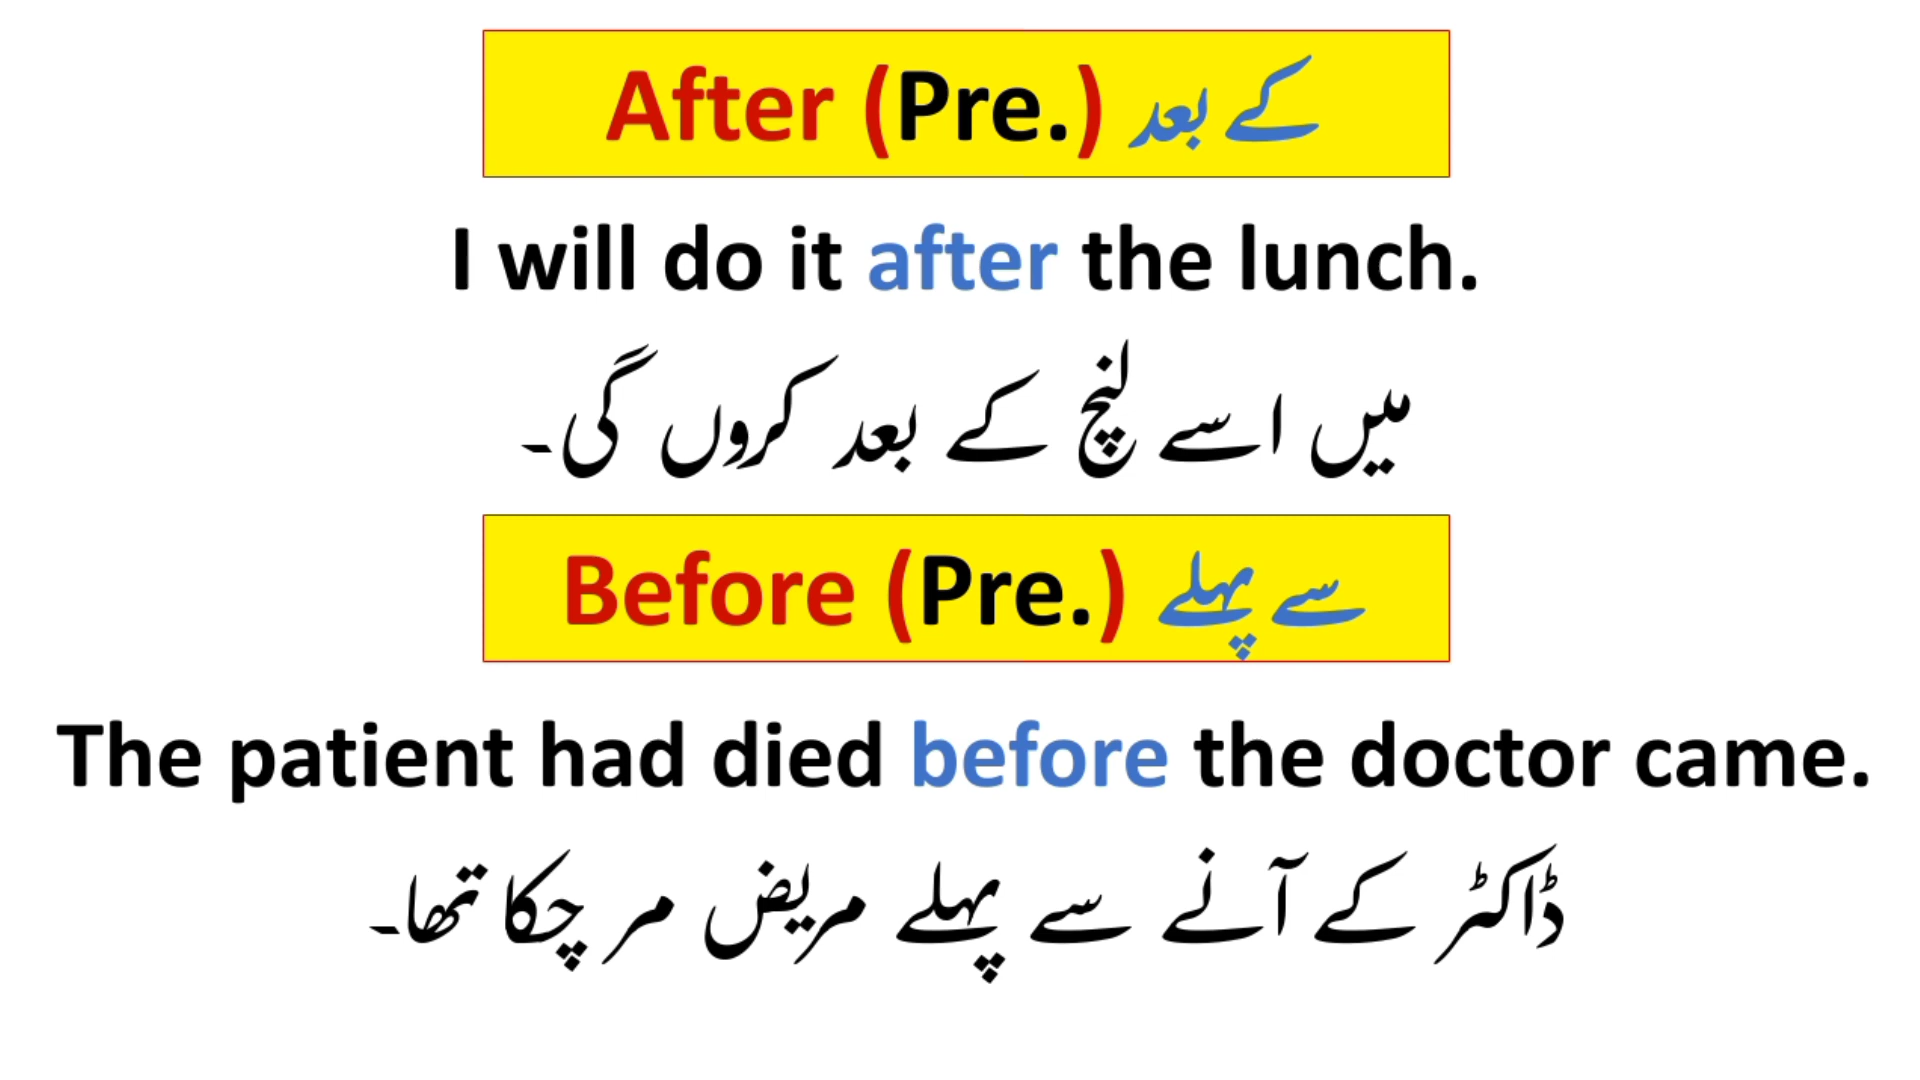 After (Pre.) کے بعد
I will do it after the lunch.
میں اسے لنچ کے بعد کروں گی۔
Before (Pre.) سے پہلے
The patient had died before the doctor came.
ڈاکٹر کے آنے سے پہلے مریض مر چکا تھا۔